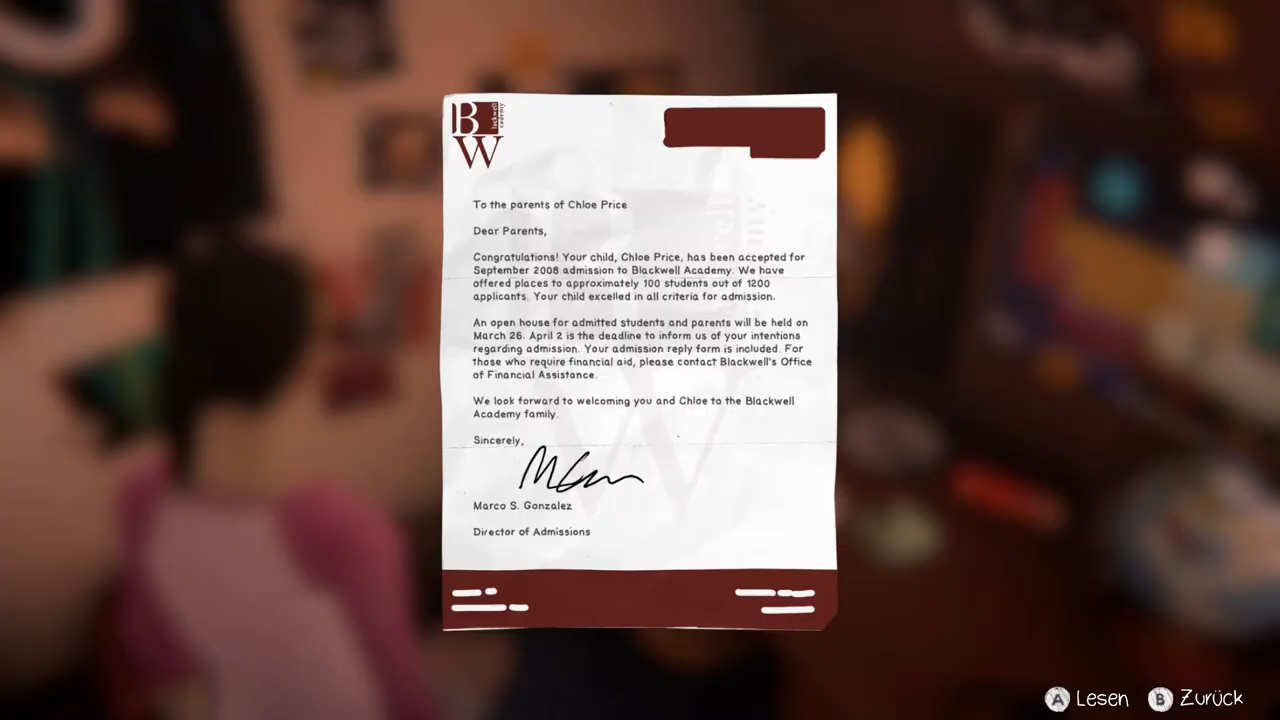 B
lackwell
cademy
W
To the parents of Chloe Price
Dear Parents,
Congratulations! Your child, Chloe Price, has been accepted for
September 2008 admission to Blackwell Academy. We have
offered places to approximately 100 students out of 1200
applicants. Your child excelled in all criteria for admission.
An open house for admitted students and parents will be held on
March 26. April 2 is the deadline to inform us of your intentions
regarding admission. Your admission reply form is included. For
those who require financial aid, please contact Blackwell's Office
of Financial Assistance.
We look forward to welcoming you and Chloe to the Blackwell
Academy family.
Sincerely,
Marco S. Gonzalez
Director of Admissions
A Lesen B Zurück